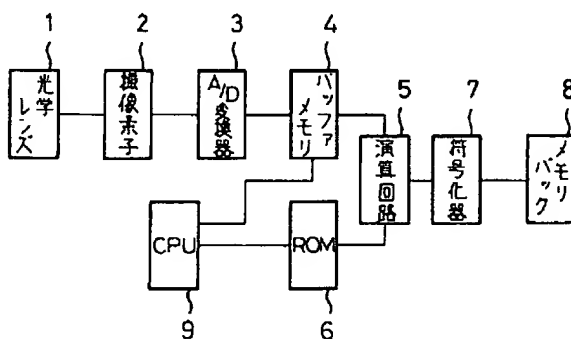 1
2
3
4
5
6
7
8
9
光学
レンズ
撮像素子
A/D
変換器
バッファ
メモリ
演算回路
符号化器
メモリ
パック
CPU
ROM